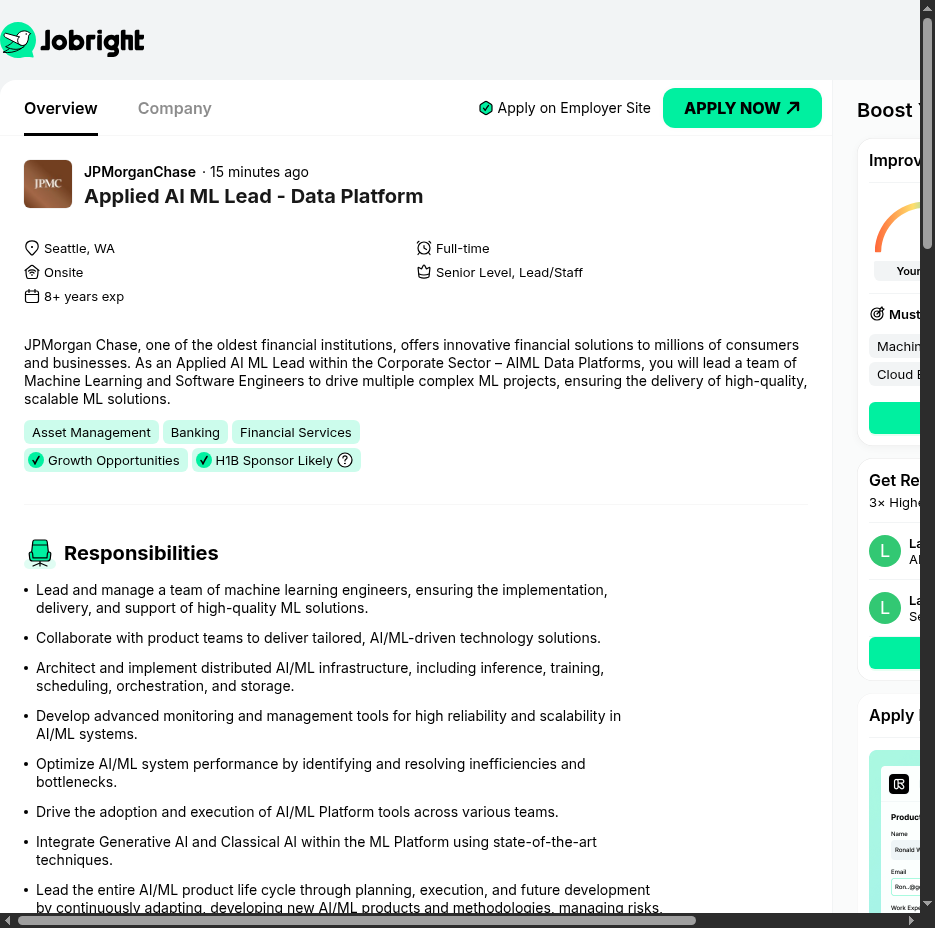 Jobright
Overview
Company
Apply on Employer Site
APPLY NOW
Boost
Improv
JPMC
JPMorganChase · 15 minutes ago
Applied AI ML Lead - Data Platform
Seattle, WA
Full-time
Onsite
Senior Level, Lead/Staff
8+ years exp
Your
Must
Machin
Cloud E
JPMorgan Chase, one of the oldest financial institutions, offers innovative financial solutions to millions of consumers
and businesses. As an Applied AI ML Lead within the Corporate Sector – AIML Data Platforms, you will lead a team of
Machine Learning and Software Engineers to drive multiple complex ML projects, ensuring the delivery of high-quality,
scalable ML solutions.
Asset Management
Banking
Financial Services
Growth Opportunities
H1B Sponsor Likely
Get Re
3× Highe
L
La
Al
L
La
Se
Responsibilities
• Lead and manage a team of machine learning engineers, ensuring the implementation,
delivery, and support of high-quality ML solutions.
• Collaborate with product teams to deliver tailored, AI/ML-driven technology solutions.
• Architect and implement distributed AI/ML infrastructure, including inference, training,
scheduling, orchestration, and storage.
• Develop advanced monitoring and management tools for high reliability and scalability in
AI/ML systems.
• Optimize AI/ML system performance by identifying and resolving inefficiencies and
bottlenecks.
• Drive the adoption and execution of AI/ML Platform tools across various teams.
• Integrate Generative AI and Classical AI within the ML Platform using state-of-the-art
techniques.
• Lead the entire AI/ML product life cycle through planning, execution, and future development
by continuously adapting, developing new AI/ML products and methodologies, managing risks,
Apply
Product
Name
Ronald W
Email
Ron..@g
Work Expe